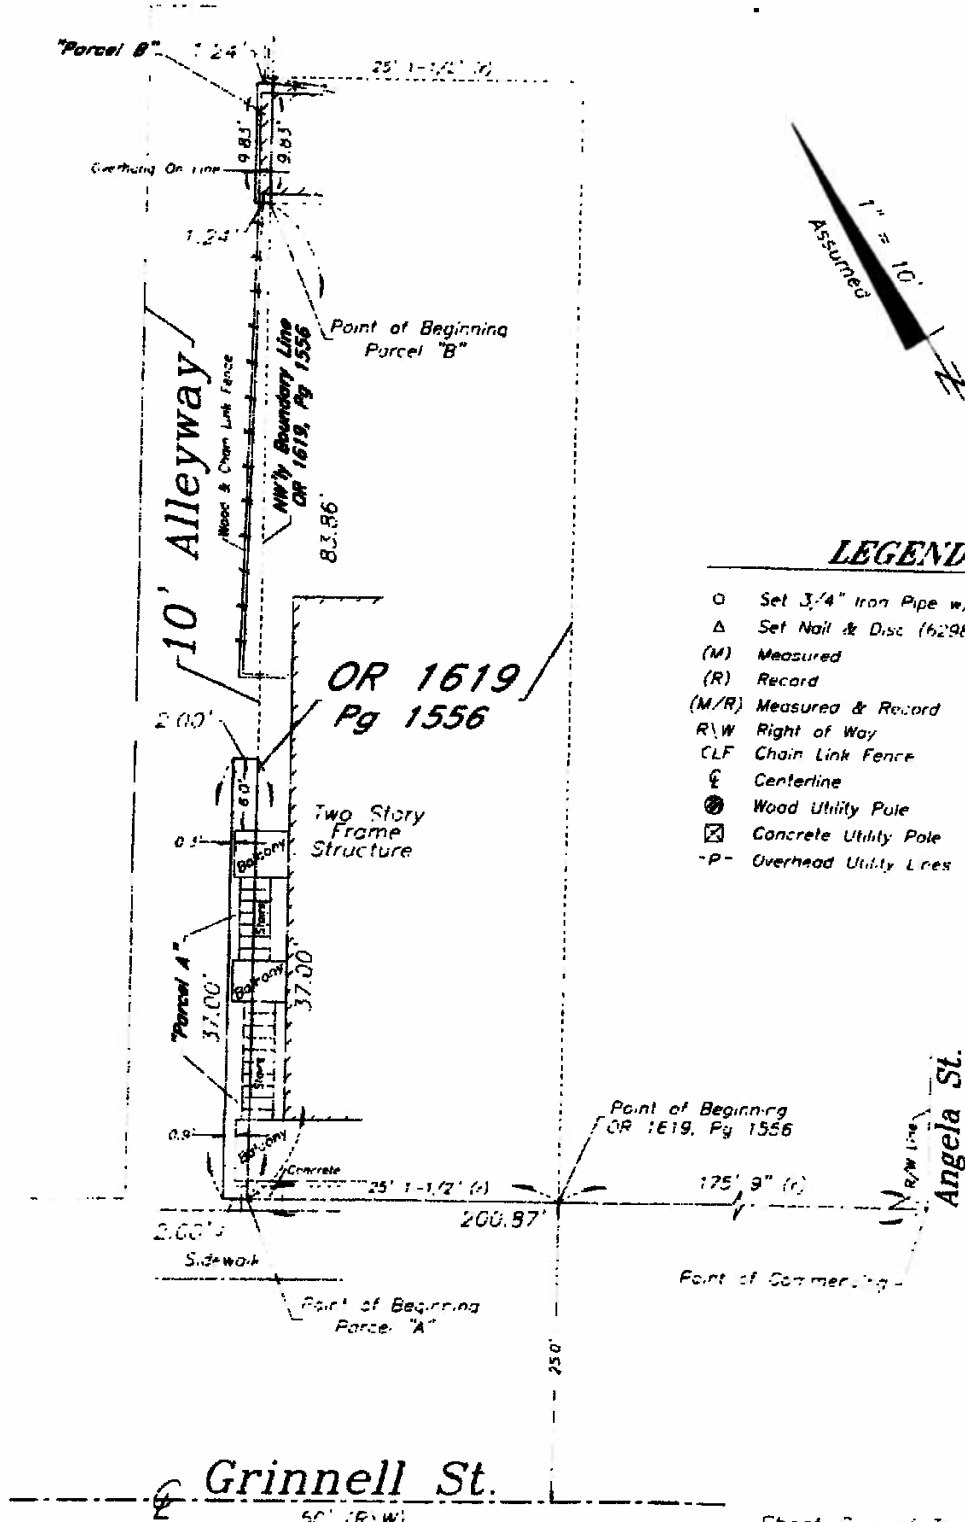 "Parcel B"
1.24'
25' 1-1/2" (r)
9.83'
9.83'
Overhang On Line
1.24'
1" = 10'
Assumed
N
Point of Beginning
Parcel "B"
10' Alleyway
Wood & Chain Link Fence
NW'ly Boundary Line
OR 1619, Pg 1556
83.86'
LEGEND
Set 3/4" Iron Pipe w/
Set Nail & Disc (6298
(M) Measured
(R) Record
(M/R) Measured & Record
R\W Right of Way
CLF Chain Link Fence
℄ Centerline
Wood Utility Pole
Concrete Utility Pole
-P- Overhead Utility Lines
OR 1619
Pg 1556
2.00'
6.0'
Two Story
Frame
Structure
Balcony
Stairs
"Parcel A"
37.00'
Balcony
37.00'
Stairs
0.9'
Balcony
Concrete
Point of Beginning
OR 1619, Pg 1556
R/W Line
Angela St.
25' 1-1/2" (r)
175' 9" (r)
2.00'
200.87'
Sidewalk
Point of Commencing
Point of Beginning
Parcel "A"
25.0'
℄ Grinnell St.
50' (R\W)